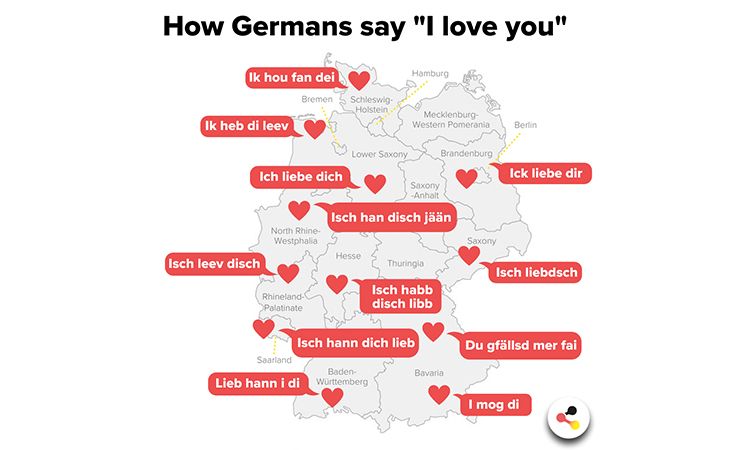 How Germans say "I love you"
Ik hou fan dei
Hamburg
Bremen
Schleswig-
Holstein
Mecklenburg-
Western Pomerania
Ik heb di leev
Berlin
Lower Saxony
Brandenburg
Ich liebe dich
Ick liebe dir
Saxony
-Anhalt
Isch han disch jään
North Rhine-
Westphalia
Saxony
Hesse
Thuringia
Isch leev disch
Isch liebdsch
Isch habb
disch libb
Rhineland-
Palatinate
Isch hann dich lieb
Du gfällsd mer fai
Saarland
Baden-
Württemberg
Bavaria
Lieb hann i di
I mog di